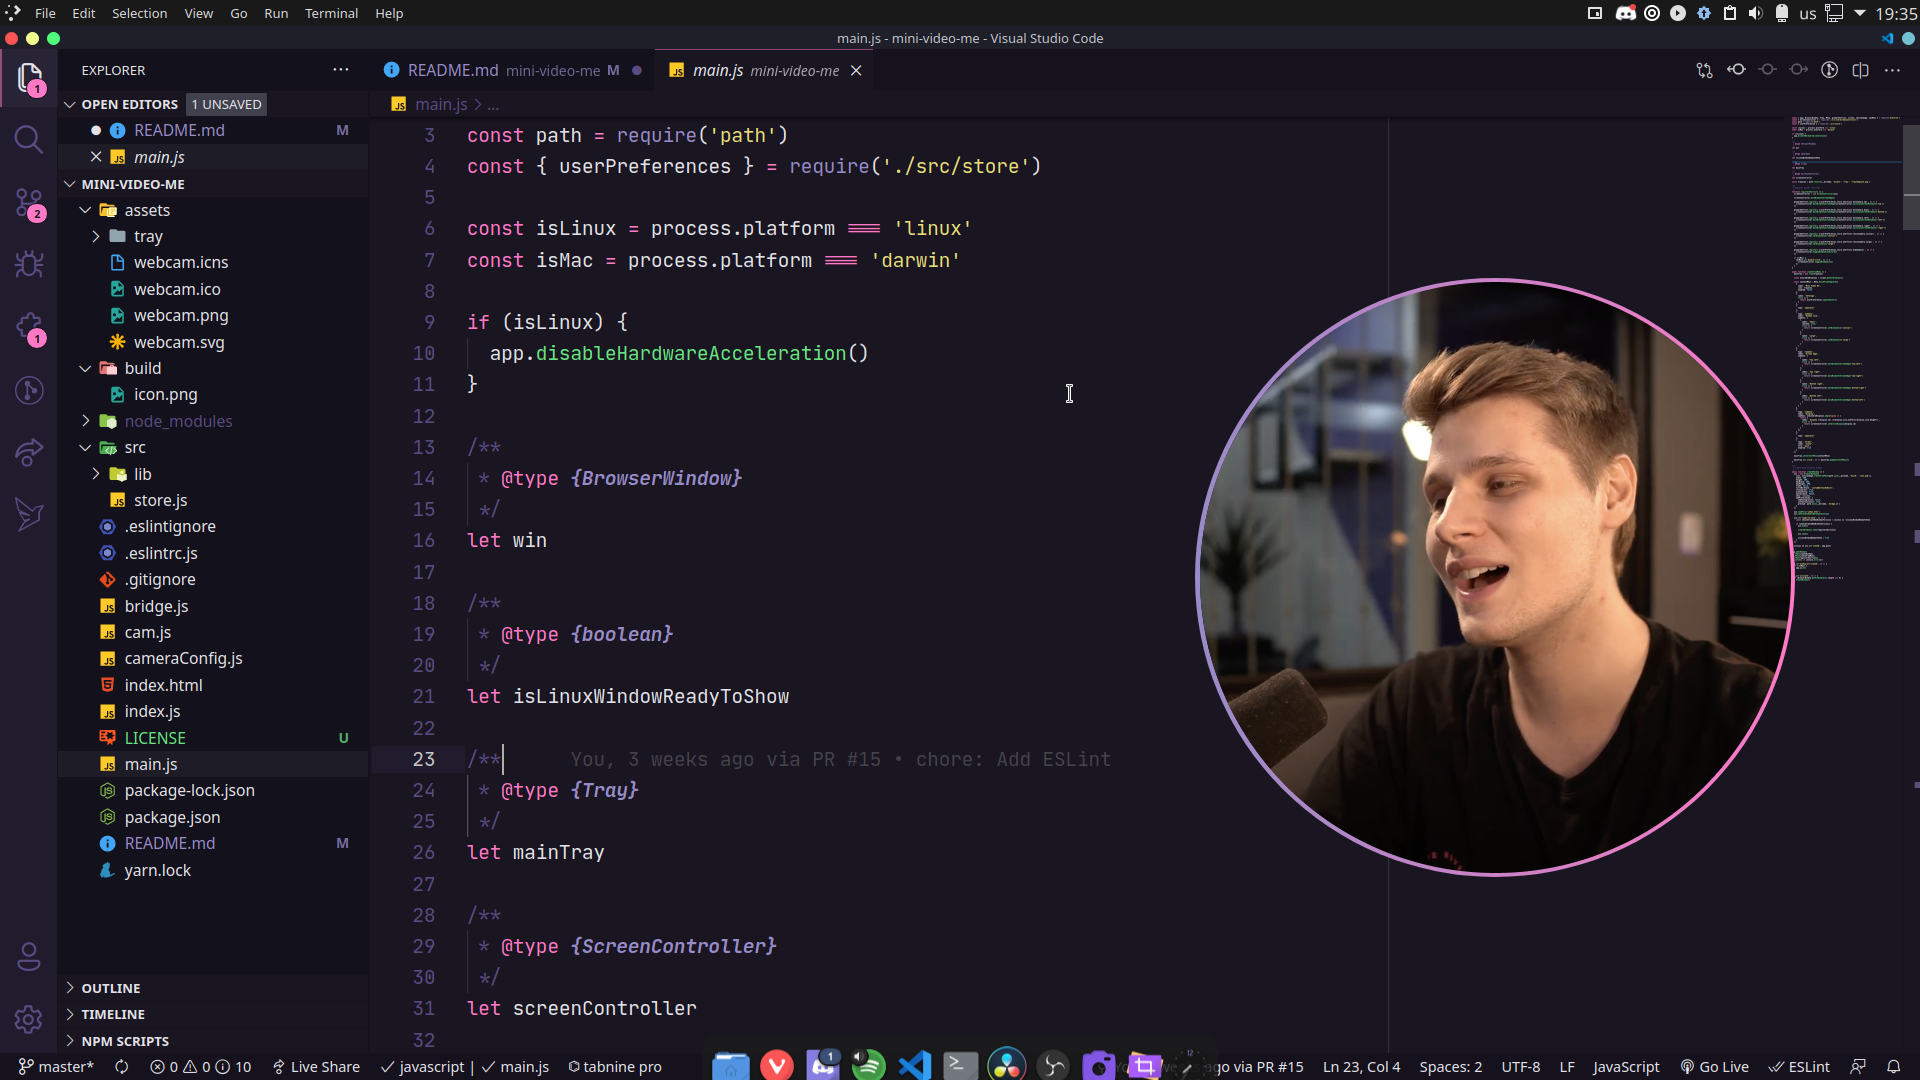 File Edit Selection View Go Run Terminal Help
us
19:35
main.js - mini-video-me - Visual Studio Code
EXPLORER
README.md mini-video-me M
main.js mini-video-me
OPEN EDITORS 1 UNSAVED
README.md M
main.js
MINI-VIDEO-ME
assets
tray
webcam.icns
webcam.ico
webcam.png
webcam.svg
build
icon.png
node_modules
src
lib
store.js
.eslintignore
.eslintrc.js
.gitignore
bridge.js
cam.js
cameraConfig.js
index.html
index.js
LICENSE U
main.js
package-lock.json
package.json
README.md M
yarn.lock
OUTLINE
TIMELINE
NPM SCRIPTS
1
2
1
main.js > ...
3 const path = require('path')
4 const { userPreferences } = require('./src/store')
5
6 const isLinux = process.platform === 'linux'
7 const isMac = process.platform === 'darwin'
8
9 if (isLinux) {
10 app.disableHardwareAcceleration()
11 }
12
13 /**
14 * @type {BrowserWindow}
15 */
16 let win
17
18 /**
19 * @type {boolean}
20 */
21 let isLinuxWindowReadyToShow
22
23 /** You, 3 weeks ago via PR #15 • chore: Add ESLint
24 * @type {Tray}
25 */
26 let mainTray
27
28 /**
29 * @type {ScreenController}
30 */
31 let screenController
32
master* 0 0 10 Live Share javascript | main.js tabnine pro
1
12
go via PR #15 Ln 23, Col 4 Spaces: 2 UTF-8 LF JavaScript Go Live ESLint